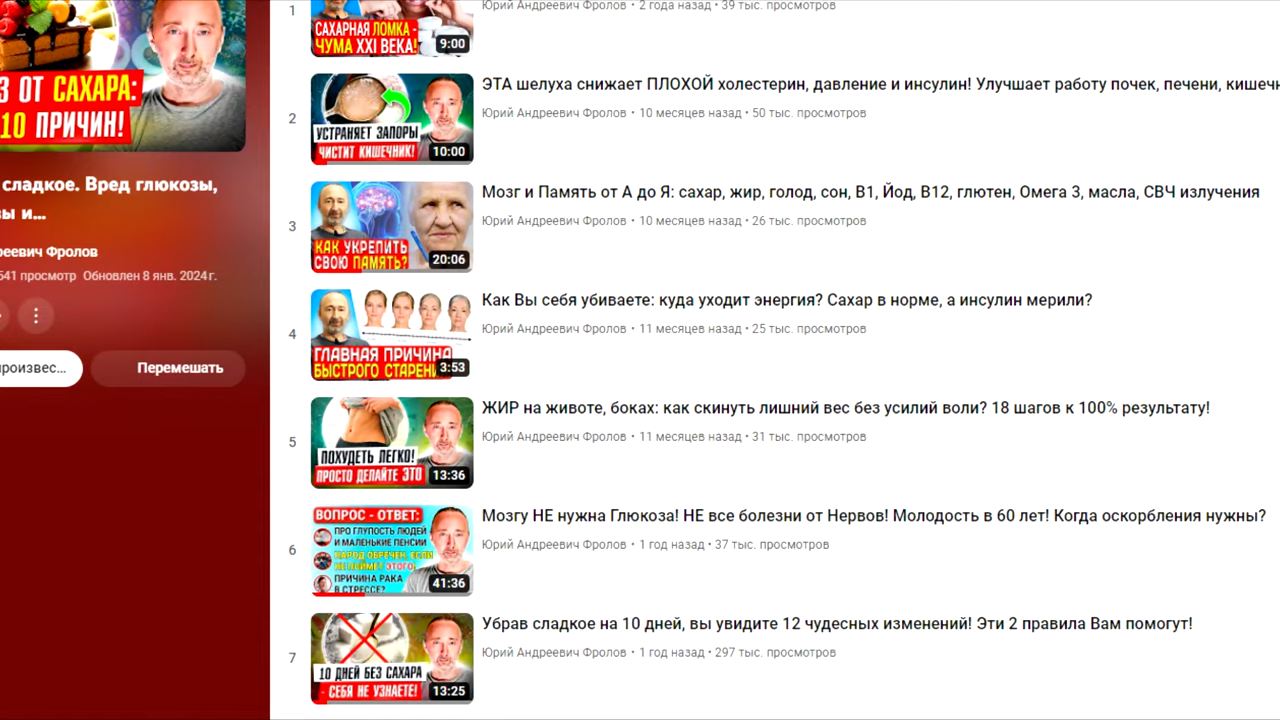 З ОТ САХАРА:
10 ПРИЧИН!
сладкое. Вред глюкозы,
ы и...
реевич Фролов
541 просмотр Обновлен 8 янв. 2024 г.
произвес...
Перемешать
1
САХАРНАЯ ЛОМКА -
ЧУМА XXI ВЕКА!
9:00
Юрий Андреевич Фролов • 2 года назад • 39 тыс. просмотров
2
УСТРАНЯЕТ ЗАПОРЫ
ЧИСТИТ КИШЕЧНИК!
10:00
ЭТА шелуха снижает ПЛОХОЙ холестерин, давление и инсулин! Улучшает работу почек, печени, кишечн
Юрий Андреевич Фролов • 10 месяцев назад • 50 тыс. просмотров
3
КАК УКРЕПИТЬ
СВОЮ ПАМЯТЬ?
20:06
Мозг и Память от А до Я: сахар, жир, голод, сон, В1, Йод, В12, глютен, Омега 3, масла, СВЧ излучения
Юрий Андреевич Фролов • 10 месяцев назад • 26 тыс. просмотров
4
ГЛАВНАЯ ПРИЧИНА
БЫСТРОГО СТАРЕНИ
3:53
Как Вы себя убиваете: куда уходит энергия? Сахар в норме, а инсулин мерили?
Юрий Андреевич Фролов • 11 месяцев назад • 25 тыс. просмотров
5
ПОХУДЕТЬ ЛЕГКО!
ПРОСТО ДЕЛАЙТЕ ЭТО
13:36
ЖИР на животе, боках: как скинуть лишний вес без усилий воли? 18 шагов к 100% результату!
Юрий Андреевич Фролов • 11 месяцев назад • 31 тыс. просмотров
6
ВОПРОС - ОТВЕТ:
ПРО ГЛУПОСТЬ ЛЮДЕЙ
И МАЛЕНЬКИЕ ПЕНСИИ
НАРОД ОБРЕЧЕН, ЕСЛИ
НЕ ПОЙМЕТ ЭТОГО:
ПРИЧИНА РАКА
В СТРЕССЕ?
41:36
Мозгу НЕ нужна Глюкоза! НЕ все болезни от Нервов! Молодость в 60 лет! Когда оскорбления нужны?
Юрий Андреевич Фролов • 1 год назад • 37 тыс. просмотров
7
10 ДНЕЙ БЕЗ САХАРА
- СЕБЯ НЕ УЗНАЕТЕ!
13:25
Убрав сладкое на 10 дней, вы увидите 12 чудесных изменений! Эти 2 правила Вам помогут!
Юрий Андреевич Фролов • 1 год назад • 297 тыс. просмотров